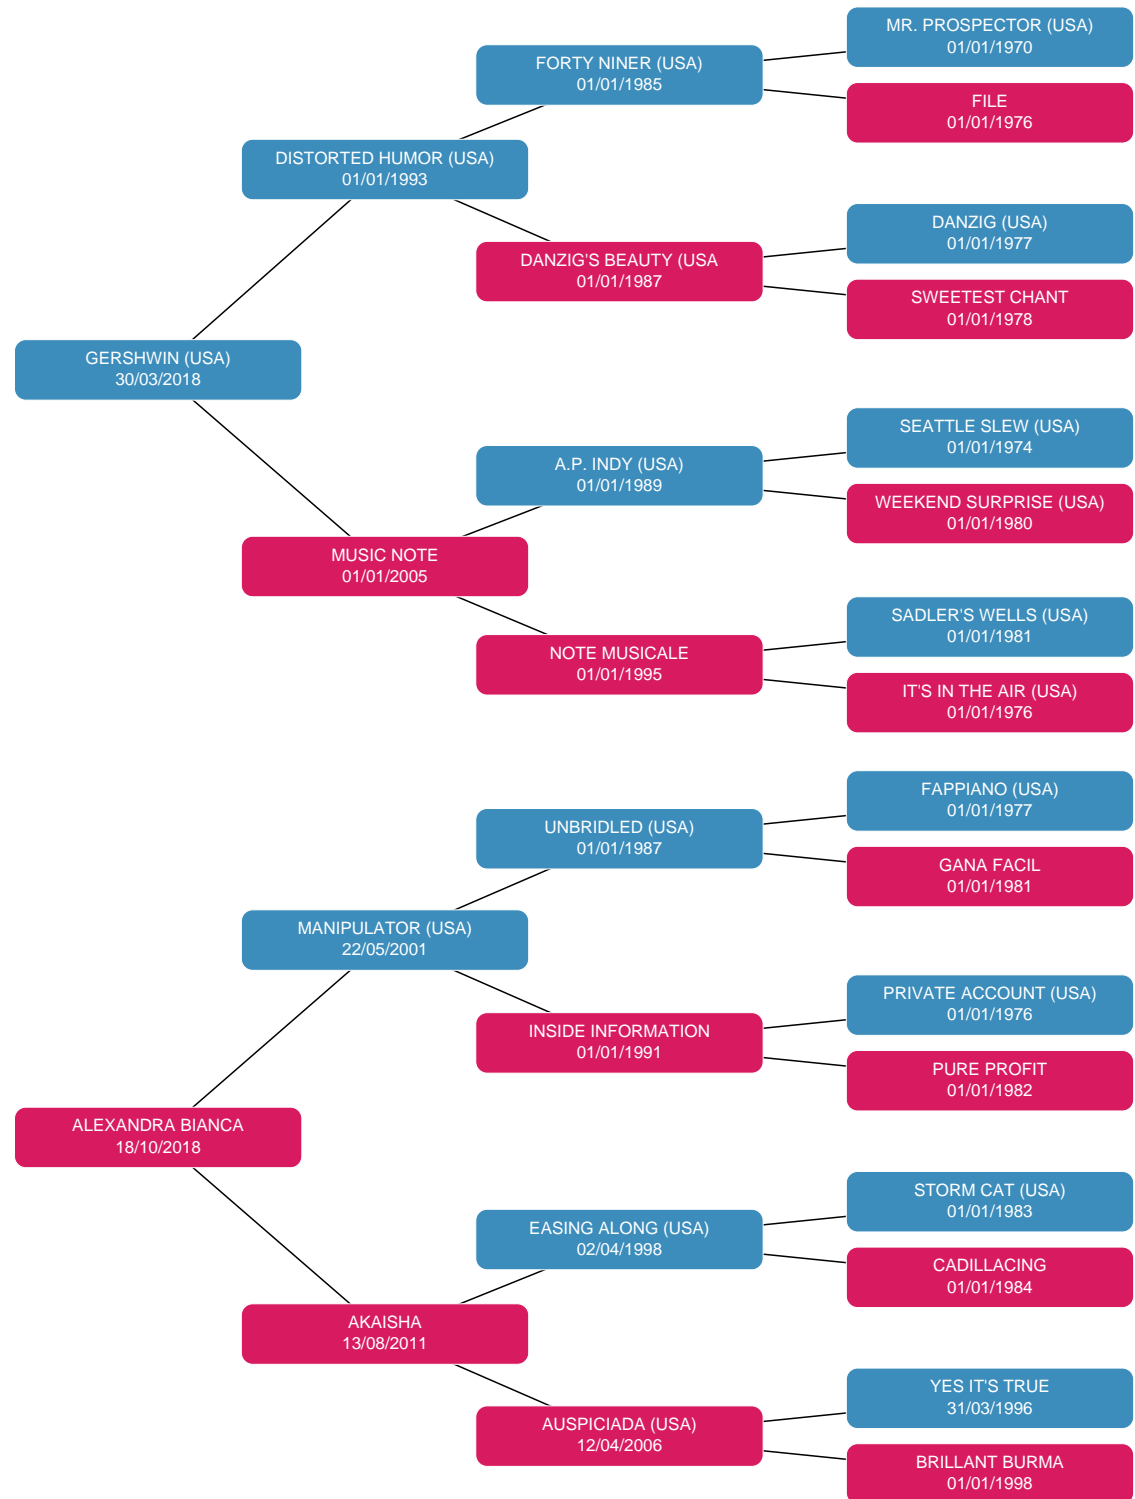 MR. PROSPECTOR (USA)
01/01/1970
FORTY NINER (USA)
01/01/1985
FILE
01/01/1976
DISTORTED HUMOR (USA)
01/01/1993
DANZIG (USA)
01/01/1977
DANZIG'S BEAUTY (USA
01/01/1987
SWEETEST CHANT
01/01/1978
GERSHWIN (USA)
30/03/2018
SEATTLE SLEW (USA)
01/01/1974
A.P. INDY (USA)
01/01/1989
WEEKEND SURPRISE (USA)
01/01/1980
MUSIC NOTE
01/01/2005
SADLER'S WELLS (USA)
01/01/1981
NOTE MUSICALE
01/01/1995
IT'S IN THE AIR (USA)
01/01/1976
FAPPIANO (USA)
01/01/1977
UNBRIDLED (USA)
01/01/1987
GANA FACIL
01/01/1981
MANIPULATOR (USA)
22/05/2001
PRIVATE ACCOUNT (USA)
01/01/1976
INSIDE INFORMATION
01/01/1991
PURE PROFIT
01/01/1982
ALEXANDRA BIANCA
18/10/2018
STORM CAT (USA)
01/01/1983
EASING ALONG (USA)
02/04/1998
CADILLACING
01/01/1984
AKAISHA
13/08/2011
YES IT'S TRUE
31/03/1996
AUSPICIADA (USA)
12/04/2006
BRILLANT BURMA
01/01/1998